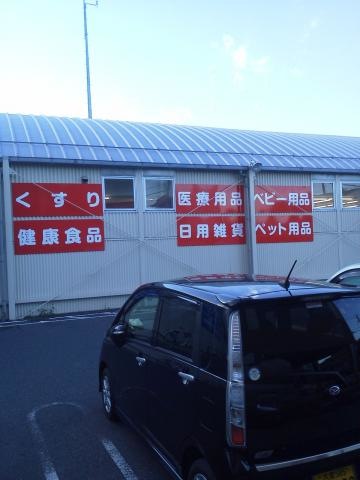 くすり
健康食品
医療用品
日用雑貨
ベビー用品
ペット用品